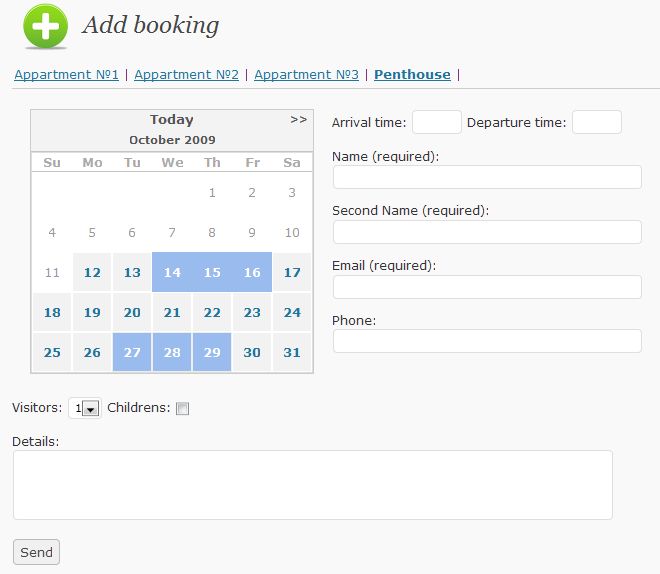 Add booking
Appartment №1 | Appartment №2 | Appartment №3 | Penthouse |
Today >>
October 2009
Su Mo Tu We Th Fr Sa
1 2 3
4 5 6 7 8 9 10
11 12 13 14 15 16 17
18 19 20 21 22 23 24
25 26 27 28 29 30 31
Arrival time: Departure time:
Name (required):
Second Name (required):
Email (required):
Phone:
Visitors: 1 Childrens:
Details:
Send